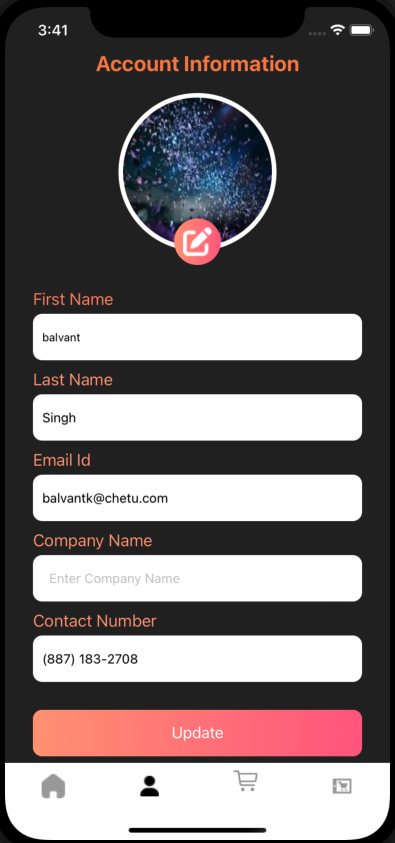 3:41
Account Information
First Name
balvant
Last Name
Singh
Email Id
balvantk@chetu.com
Company Name
Enter Company Name
Contact Number
(887) 183-2708
Update